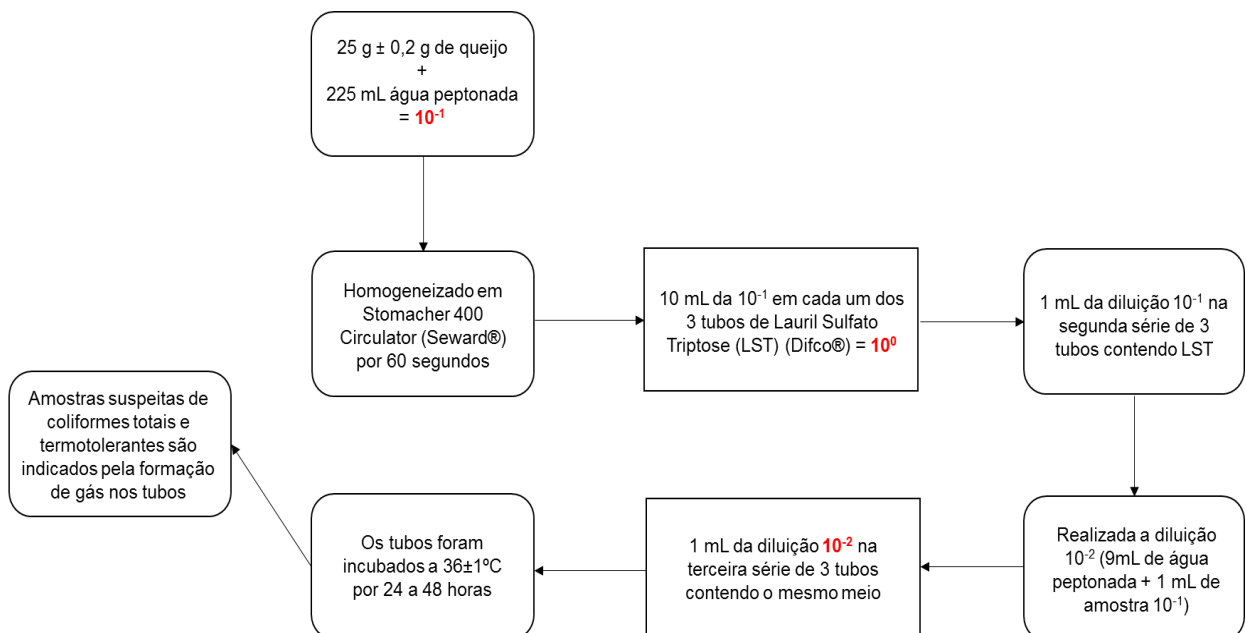 25 g ± 0,2 g de queijo
+
225 mL água peptonada
= 10⁻¹
Homogeneizado em
Stomacher 400
Circulator (Seward®)
por 60 segundos
10 mL da 10⁻¹ em cada um dos
3 tubos de Lauril Sulfato
Triptose (LST) (Difco®) = 10⁰
1 mL da diluição 10⁻¹ na
segunda série de 3
tubos contendo LST
Realizada a diluição
10⁻² (9mL de água
peptonada + 1 mL de
amostra 10⁻¹)
1 mL da diluição 10⁻² na
terceira série de 3 tubos
contendo o mesmo meio
Os tubos foram
incubados a 36±1ºC
por 24 a 48 horas
Amostras suspeitas de
coliformes totais e
termotolerantes são
indicados pela formação
de gás nos tubos